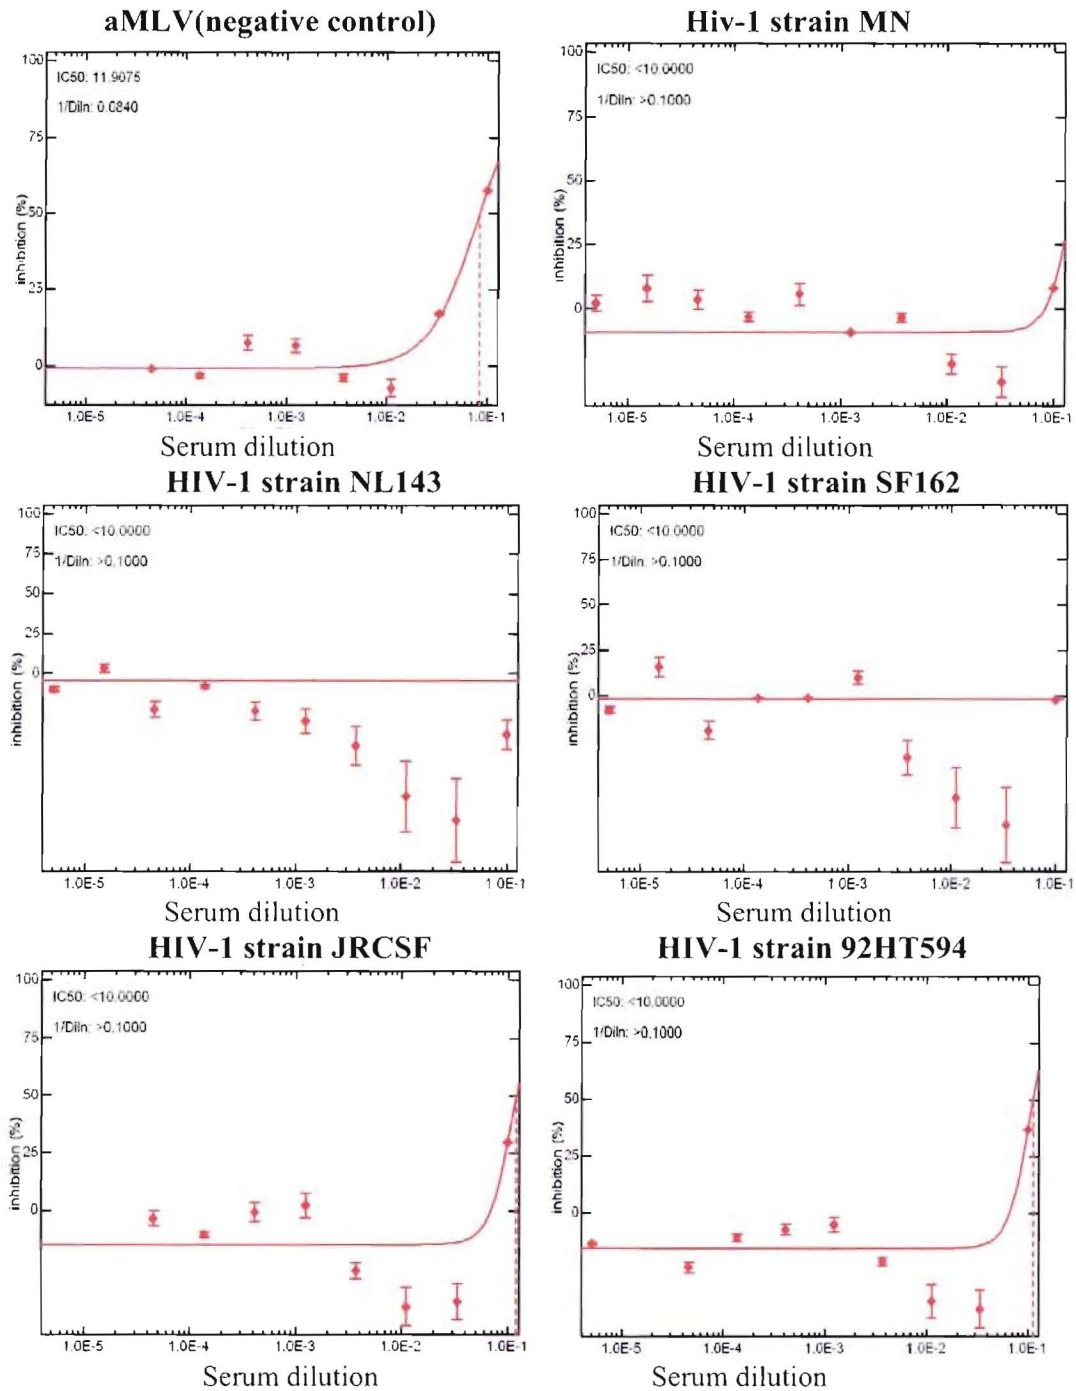 aMLV(negative control)
Hiv-1 strain MN
100
IC50: 11.9075
1/Diln: 0.0840
75
50
25
0
inhibition (%)
1.0E-5 1.0E-4 1.0E-3 1.0E-2 1.0E-1
Serum dilution
100
IC50: <10.0000
1/Diln: >0.1000
75
50
25
0
inhibition (%)
1.0E-5 1.0E-4 1.0E-3 1.0E-2 1.0E-1
Serum dilution
HIV-1 strain NL143
HIV-1 strain SF162
100
IC50: <10.0000
75
1/Diln: >0.1000
50
25
0
inhibition (%)
1.0E-5 1.0E-4 1.0E-3 1.0E-2 1.0E-1
Serum dilution
100
IC50: <10.0000
75
1/Diln: >0.1000
50
25
0
inhibition (%)
1.0E-5 1.0E-4 1.0E-3 1.0E-2 1.0E-1
Serum dilution
HIV-1 strain JRCSF
HIV-1 strain 92HT594
100
IC50: <10.0000
1/Diln: >0.1000
75
50
25
0
inhibition (%)
1.0E-5 1.0E-4 1.0E-3 1.0E-2 1.0E-1
Serum dilution
100
IC50: <10.0000
1/Diln: >0.1000
75
50
25
0
inhibition (%)
1.0E-5 1.0E-4 1.0E-3 1.0E-2 1.0E-1
Serum dilution